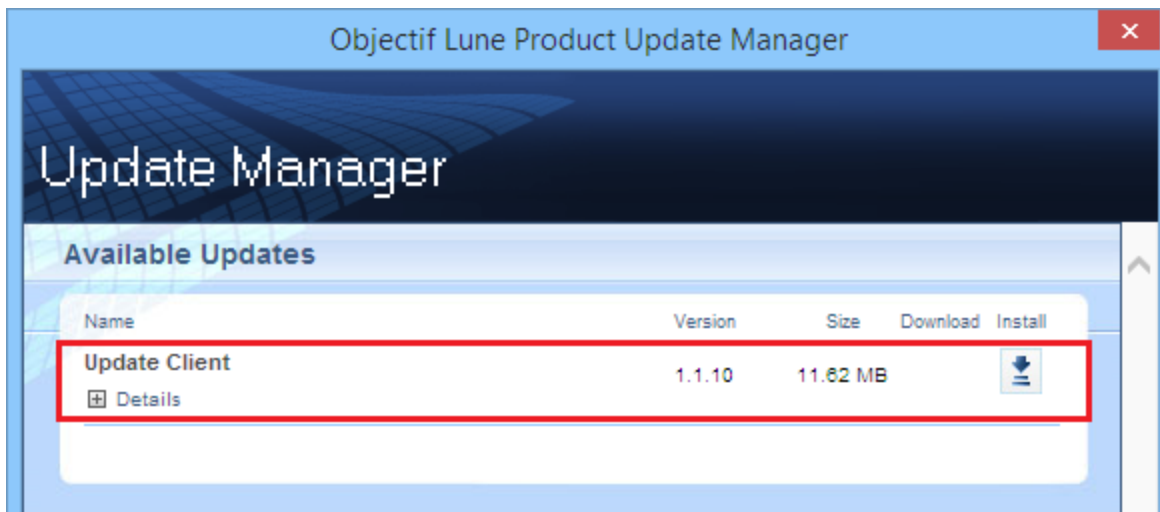 Objectif Lune Product Update Manager
Update Manager
Available Updates
Name Version Size Download Install
Update Client 1.1.10 11.62 MB
Details